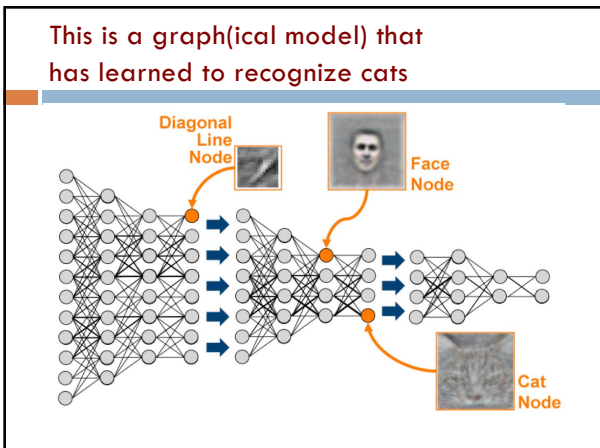 This is a graph(ical model) that
has learned to recognize cats
Diagonal
Line
Node
Face
Node
Cat
Node